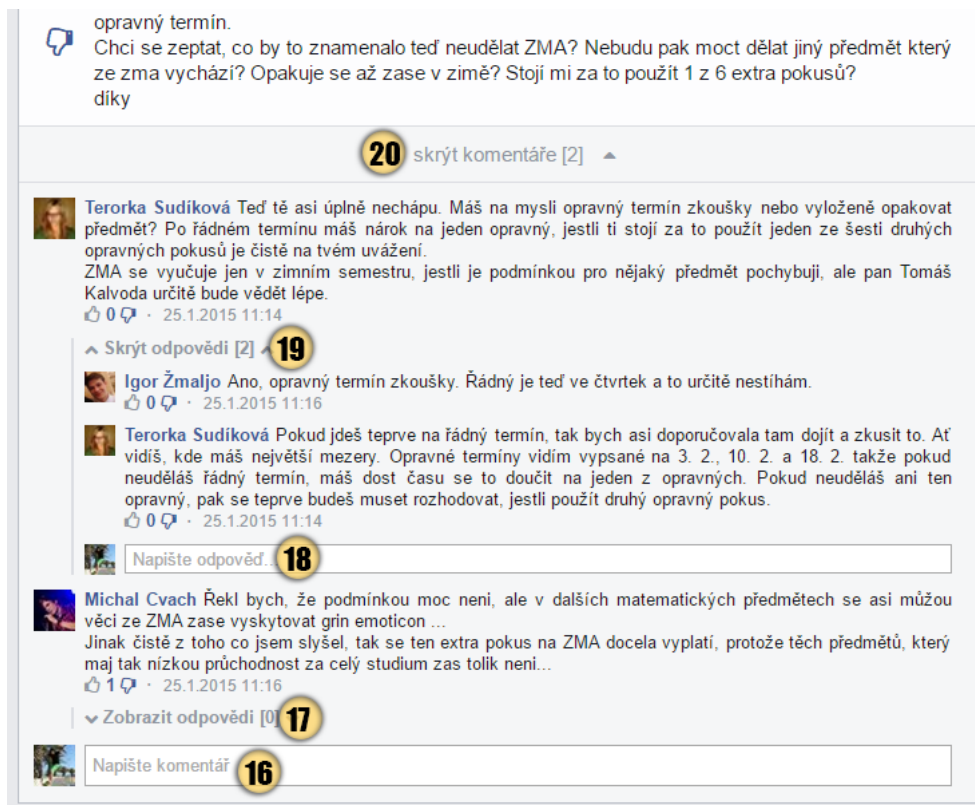 opravný termín.
Chci se zeptat, co by to znamenalo teď neudělat ZMA? Nebudu pak moct dělat jiný předmět který
ze zma vychází? Opakuje se až zase v zimě? Stojí mi za to použít 1 z 6 extra pokusů?
díky
20 skrýt komentáře [2]
Terorka Sudíková Teď tě asi úplně nechápu. Máš na mysli opravný termín zkoušky nebo vyloženě opakovat
předmět? Po řádném termínu máš nárok na jeden opravný, jestli ti stojí za to použít jeden ze šesti druhých
opravných pokusů je čistě na tvém uvážení.
ZMA se vyučuje jen v zimním semestru, jestli je podmínkou pro nějaký předmět pochybuji, ale pan Tomáš
Kalvoda určitě bude vědět lépe.
0 · 25.1.2015 11:14
Skrýt odpovědi [2] 19
Igor Žmaljo Ano, opravný termín zkoušky. Řádný je teď ve čtvrtek a to určitě nestíhám.
0 · 25.1.2015 11:16
Terorka Sudíková Pokud jdeš teprve na řádný termín, tak bych asi doporučovala tam dojít a zkusit to. Ať
vidíš, kde máš největší mezery. Opravné termíny vidím vypsané na 3. 2., 10. 2. a 18. 2. takže pokud
neuděláš řádný termín, máš dost času se to doučit na jeden z opravných. Pokud neuděláš ani ten
opravný, pak se teprve budeš muset rozhodovat, jestli použít druhý opravný pokus.
0 · 25.1.2015 11:14
Napište odpověď... 18
Michal Cvach Řekl bych, že podmínkou moc neni, ale v dalších matematických předmětech se asi můžou
věci ze ZMA zase vyskytovat grin emoticon ...
Jinak čistě z toho co jsem slyšel, tak se ten extra pokus na ZMA docela vyplatí, protože těch předmětů, který
maj tak nízkou průchodnost za celý studium zas tolik neni...
1 · 25.1.2015 11:16
Zobrazit odpovědi [0] 17
Napište komentář 16